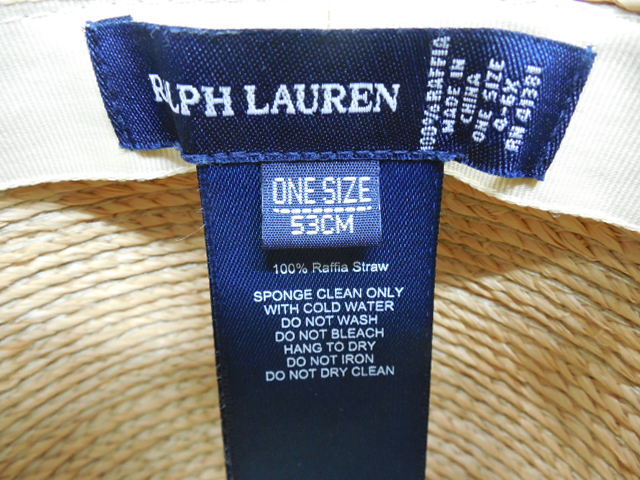 RALPH LAUREN
100% RAFFIA
MADE IN
CHINA
ONE SIZE
4-6X
RN 41381
ONE SIZE
53CM
100% Raffia Straw
SPONGE CLEAN ONLY
WITH COLD WATER
DO NOT WASH
DO NOT BLEACH
HANG TO DRY
DO NOT IRON
DO NOT DRY CLEAN